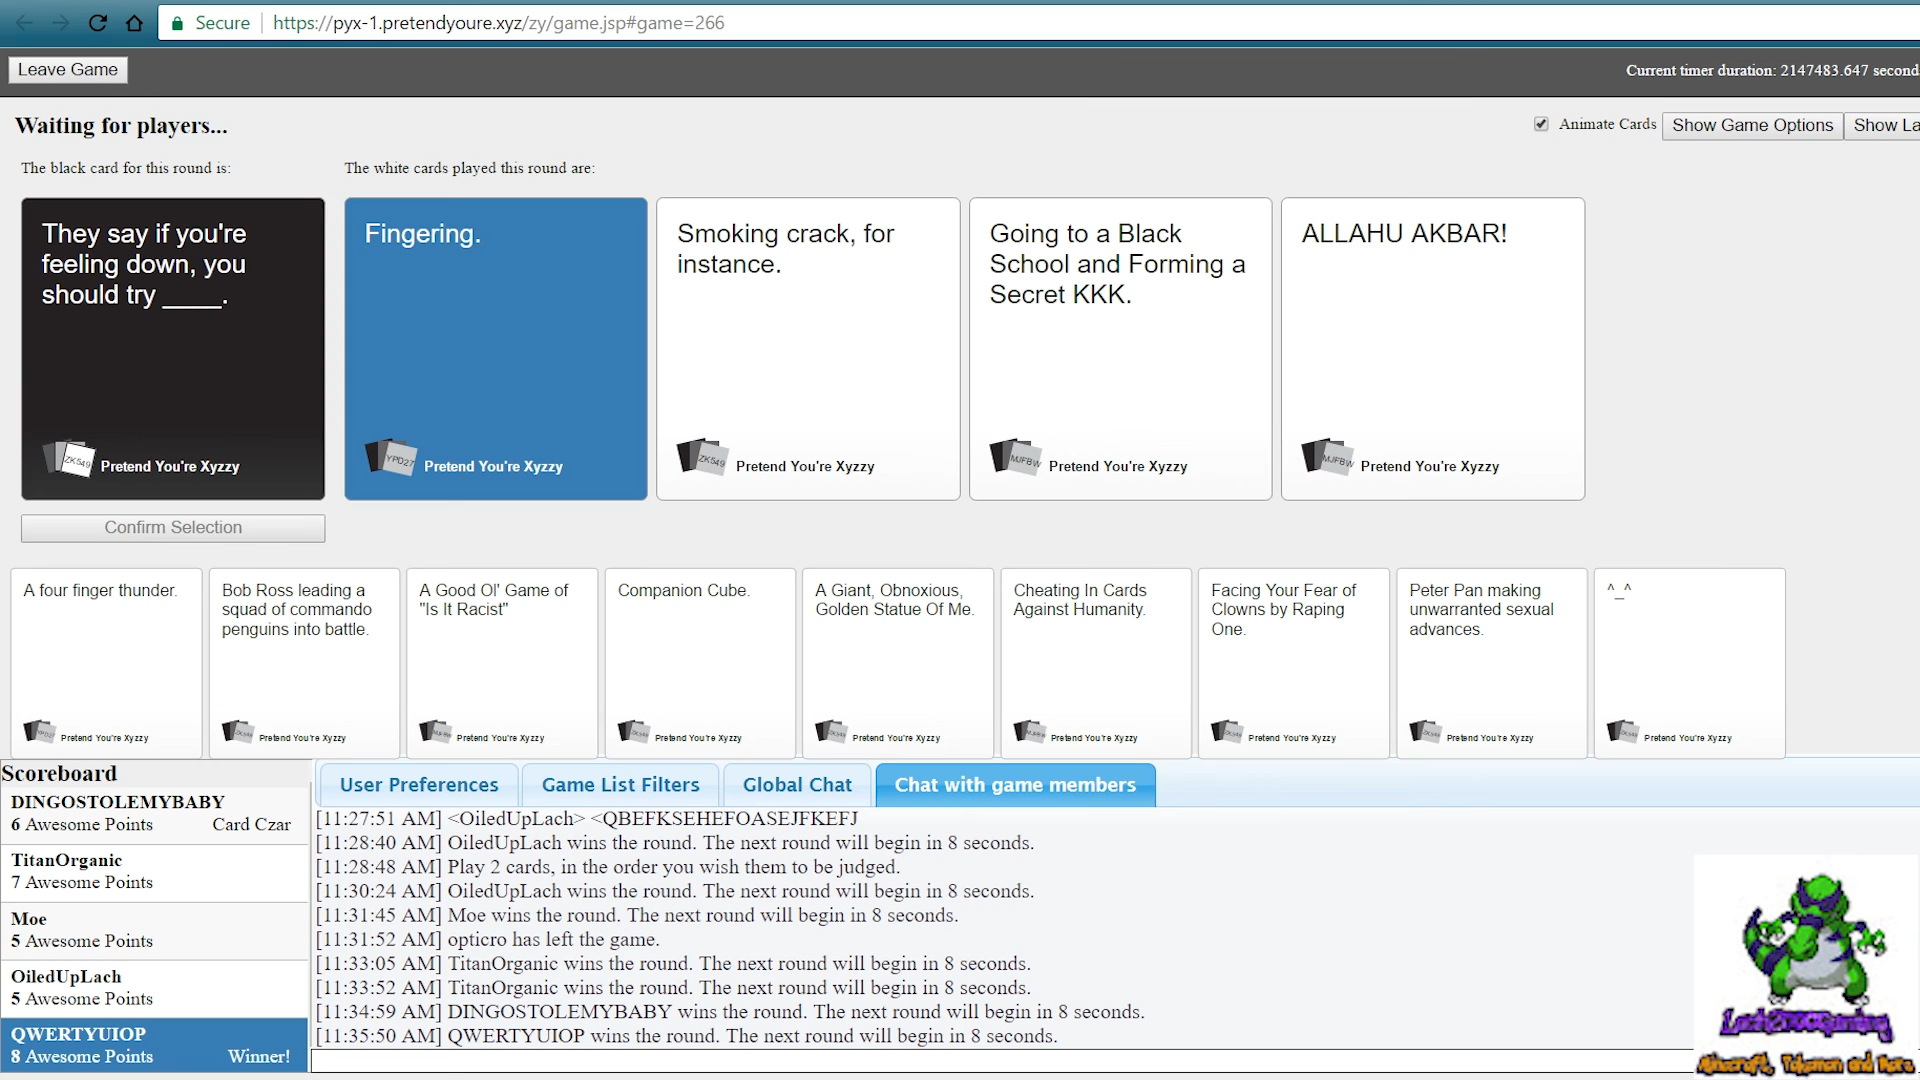 Secure https://pyx-1.pretendyoure.xyz/zy/game.jsp#game=266
Leave Game
Current timer duration: 2147483.647 second
Waiting for players...
Animate Cards
Show Game Options
Show La
The black card for this round is:
The white cards played this round are:
They say if you're
feeling down, you
should try ____.
ZK549
Pretend You're Xyzzy
Fingering.
YPD27
Pretend You're Xyzzy
Smoking crack, for
instance.
ZK549
Pretend You're Xyzzy
Going to a Black
School and Forming a
Secret KKK.
MJFBW
Pretend You're Xyzzy
ALLAHU AKBAR!
MJFBW
Pretend You're Xyzzy
Confirm Selection
A four finger thunder.
Pretend You're Xyzzy
Bob Ross leading a
squad of commando
penguins into battle.
Pretend You're Xyzzy
A Good Ol' Game of
"Is It Racist"
Pretend You're Xyzzy
Companion Cube.
Pretend You're Xyzzy
A Giant, Obnoxious,
Golden Statue Of Me.
Pretend You're Xyzzy
Cheating In Cards
Against Humanity.
Pretend You're Xyzzy
Facing Your Fear of
Clowns by Raping
One.
Pretend You're Xyzzy
Peter Pan making
unwarranted sexual
advances.
Pretend You're Xyzzy
^_^
Pretend You're Xyzzy
Scoreboard
DINGOSTOLEMYBABY
6 Awesome Points Card Czar
TitanOrganic
7 Awesome Points
Moe
5 Awesome Points
OiledUpLach
5 Awesome Points
QWERTYUIOP
8 Awesome Points Winner!
User Preferences
Game List Filters
Global Chat
Chat with game members
[11:27:51 AM] <OiledUpLach> <QBEFKSEHEFOASEJFKEFJ
[11:28:40 AM] OiledUpLach wins the round. The next round will begin in 8 seconds.
[11:28:48 AM] Play 2 cards, in the order you wish them to be judged.
[11:30:24 AM] OiledUpLach wins the round. The next round will begin in 8 seconds.
[11:31:45 AM] Moe wins the round. The next round will begin in 8 seconds.
[11:31:52 AM] opticro has left the game.
[11:33:05 AM] TitanOrganic wins the round. The next round will begin in 8 seconds.
[11:33:52 AM] TitanOrganic wins the round. The next round will begin in 8 seconds.
[11:34:59 AM] DINGOSTOLEMYBABY wins the round. The next round will begin in 8 seconds.
[11:35:50 AM] QWERTYUIOP wins the round. The next round will begin in 8 seconds.
Minecraft, Pokemon and More